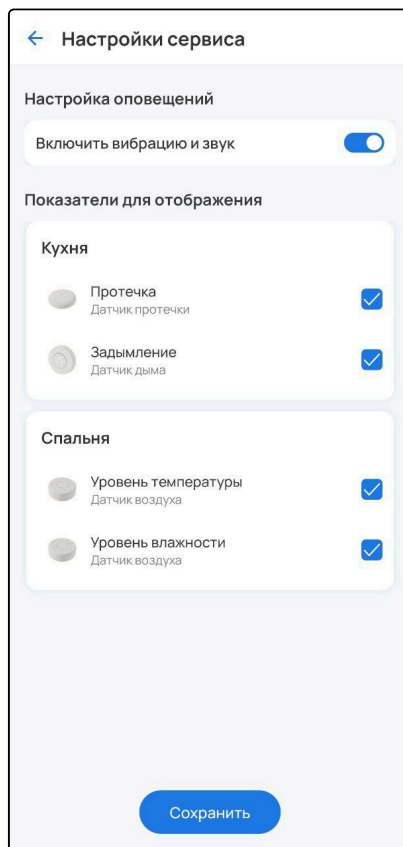 Настройки сервиса
Настройка оповещений
Включить вибрацию и звук
Показатели для отображения
Кухня
Протечка
Датчик протечки
Задымление
Датчик дыма
Спальня
Уровень температуры
Датчик воздуха
Уровень влажности
Датчик воздуха
Сохранить